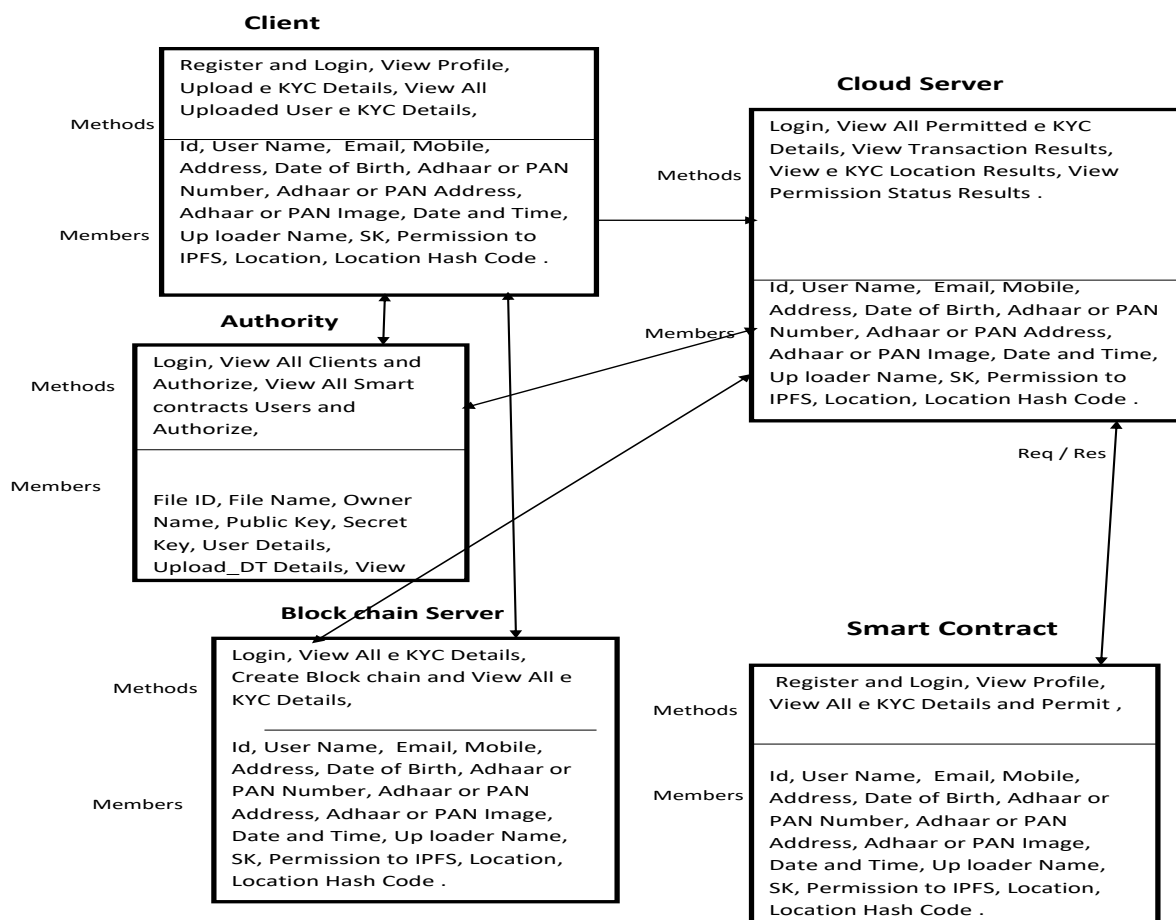 Client
Methods
Register and Login, View Profile,
Upload e KYC Details, View All
Uploaded User e KYC Details,
Members
Id, User Name,  Email, Mobile,
Address, Date of Birth, Adhaar or PAN
Number, Adhaar or PAN Address,
Adhaar or PAN Image, Date and Time,
Up loader Name, SK, Permission to
IPFS, Location, Location Hash Code .
Cloud Server
Methods
Login, View All Permitted e KYC
Details, View Transaction Results,
View e KYC Location Results, View
Permission Status Results .
Members
Id, User Name,  Email, Mobile,
Address, Date of Birth, Adhaar or PAN
Number, Adhaar or PAN Address,
Adhaar or PAN Image, Date and Time,
Up loader Name, SK, Permission to
IPFS, Location, Location Hash Code .
Authority
Methods
Login, View All Clients and
Authorize, View All Smart
contracts Users and
Authorize,
Members
File ID, File Name, Owner
Name, Public Key, Secret
Key, User Details,
Upload_DT Details, View
Req / Res
Block chain Server
Methods
Login, View All e KYC Details,
Create Block chain and View All e
KYC Details,
Members
Id, User Name,  Email, Mobile,
Address, Date of Birth, Adhaar or
PAN Number, Adhaar or PAN
Address, Adhaar or PAN Image,
Date and Time, Up loader Name,
SK, Permission to IPFS, Location,
Location Hash Code .
Smart Contract
Methods
Register and Login, View Profile,
View All e KYC Details and Permit ,
Members
Id, User Name,  Email, Mobile,
Address, Date of Birth, Adhaar or
PAN Number, Adhaar or PAN
Address, Adhaar or PAN Image,
Date and Time, Up loader Name,
SK, Permission to IPFS, Location,
Location Hash Code .